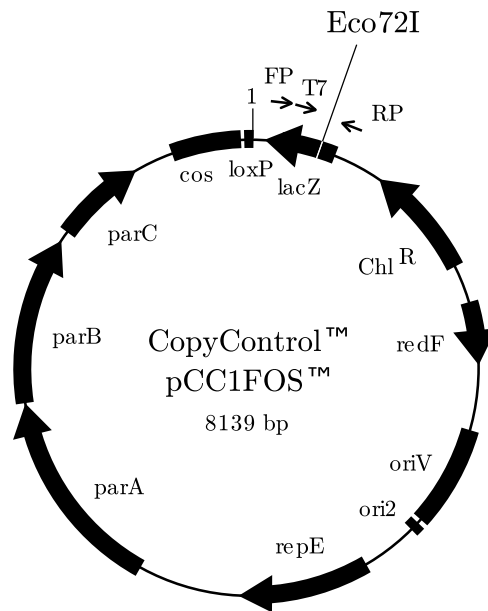 Eco72I
FP
T7
1
RP
cos
loxP
lacZ
parC
Chl R
parB
CopyControl™
redF
pCC1FOS™
8139 bp
oriV
parA
ori2
repE